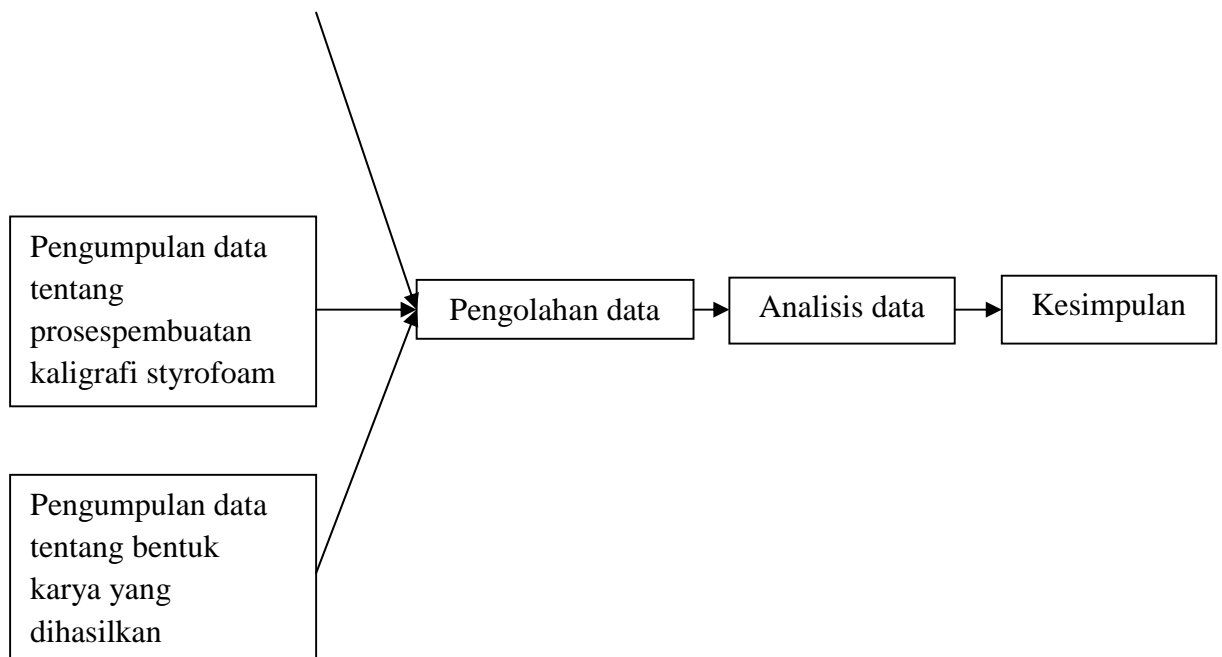 Pengumpulan data
tentang
prosespembuatan
kaligrafi styrofoam
Pengolahan data
Analisis data
Kesimpulan
Pengumpulan data
tentang bentuk
karya yang
dihasilkan